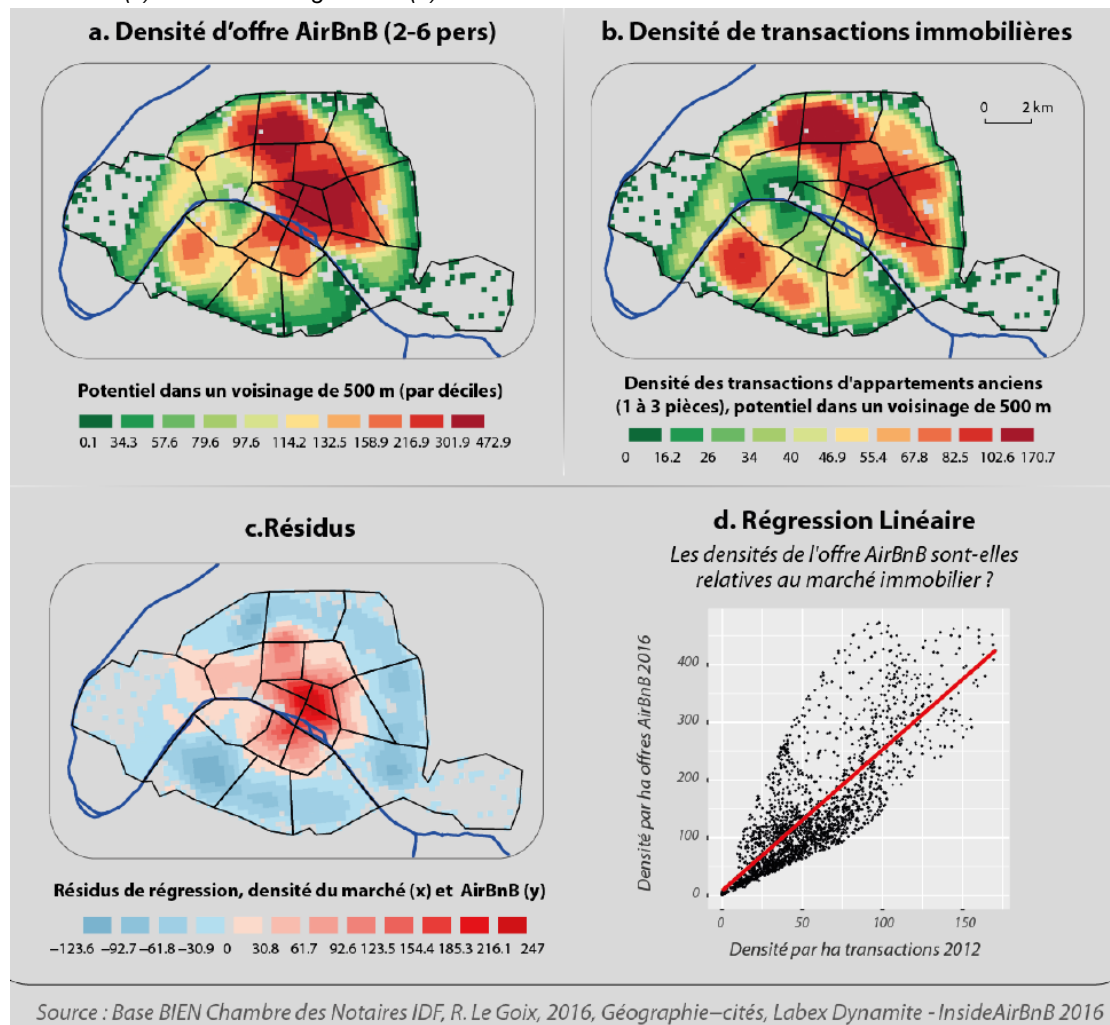 a. Densité d'offre AirBnB (2-6 pers)
Potentiel dans un voisinage de 500 m (par déciles)
0.1 34.3 57.6 79.6 97.6 114.2 132.5 158.9 216.9 301.9 472.9
b. Densité de transactions immobilières
0 2 km
Densité des transactions d'appartements anciens
(1 à 3 pièces), potentiel dans un voisinage de 500 m
0 16.2 26 34 40 46.9 55.4 67.8 82.5 102.6 170.7
c.Résidus
Résidus de régression, densité du marché (x) et AirBnB (y)
−123.6 −92.7 −61.8 −30.9 0 30.8 61.7 92.6 123.5 154.4 185.3 216.1 247
d. Régression Linéaire
Les densités de l'offre AirBnB sont-elles
relatives au marché immobilier ?
Densité par ha offres AirBnB 2016
400
300
200
100
0
0 50 100 150
Densité par ha transactions 2012
Source : Base BIEN Chambre des Notaires IDF, R. Le Goix, 2016, Géographie−cités, Labex Dynamite - InsideAirBnB 2016